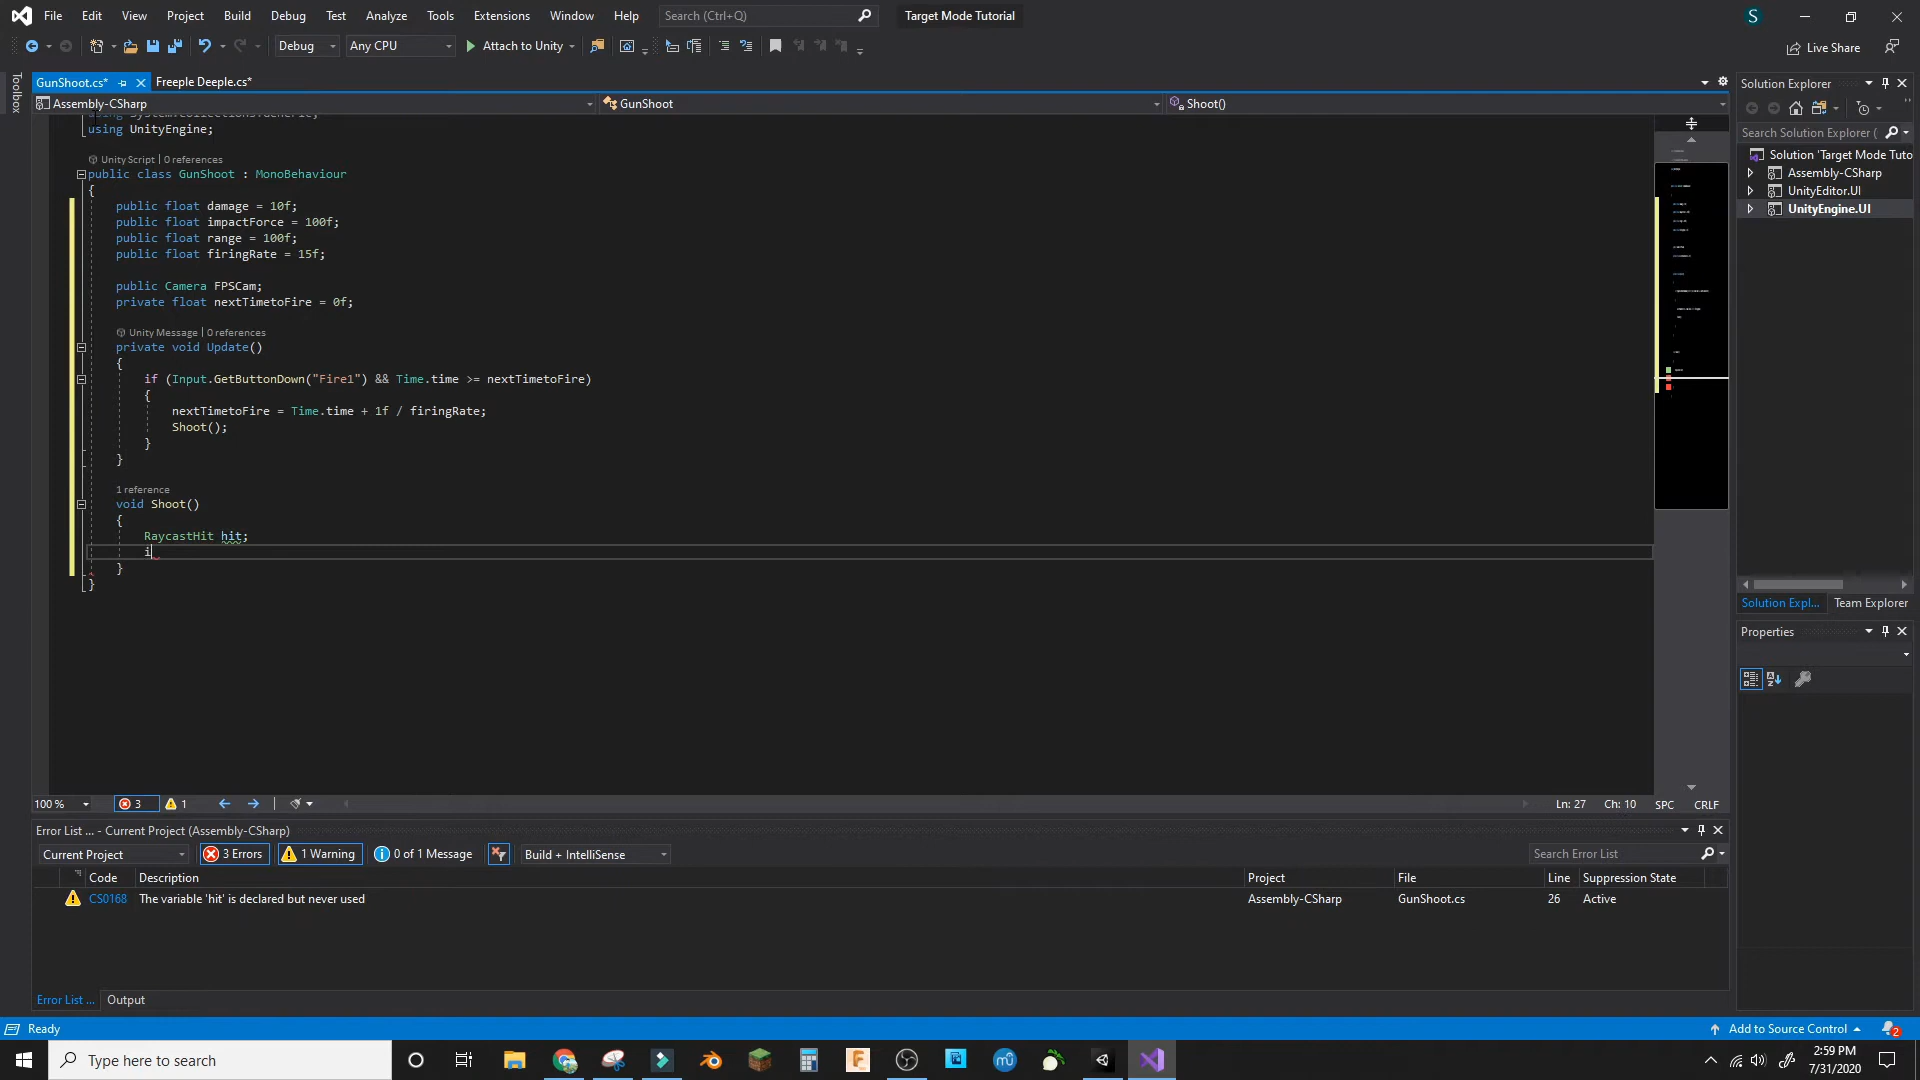 File Edit View Project Build Debug Test Analyze Tools Extensions Window Help Search (Ctrl+Q) Target Mode Tutorial S
Debug Any CPU Attach to Unity Live Share
Toolbox
GunShoot.cs* Freeple Deeple.cs*
Assembly-CSharp GunShoot Shoot()
using System.Collections.Generic;
using UnityEngine;
Unity Script | 0 references
public class GunShoot : MonoBehaviour
{
public float damage = 10f;
public float impactForce = 100f;
public float range = 100f;
public float firingRate = 15f;
public Camera FPSCam;
private float nextTimetoFire = 0f;
Unity Message | 0 references
private void Update()
{
if (Input.GetButtonDown("Fire1") && Time.time >= nextTimetoFire)
{
nextTimetoFire = Time.time + 1f / firingRate;
Shoot();
}
}
1 reference
void Shoot()
{
RaycastHit hit;
i
}
}
100 % 3 1 Ln: 27 Ch: 10 SPC CRLF
Error List ... - Current Project (Assembly-CSharp)
Current Project 3 Errors 1 Warning 0 of 1 Message Build + IntelliSense Search Error List
Code Description Project File Line Suppression State
CS0168 The variable 'hit' is declared but never used Assembly-CSharp GunShoot.cs 26 Active
Error List ... Output
Solution Explorer
Search Solution Explorer (
Solution 'Target Mode Tuto
Assembly-CSharp
UnityEditor.UI
UnityEngine.UI
Solution Expl... Team Explorer
Properties
Ready Add to Source Control 2
Type here to search
2:59 PM
7/31/2020